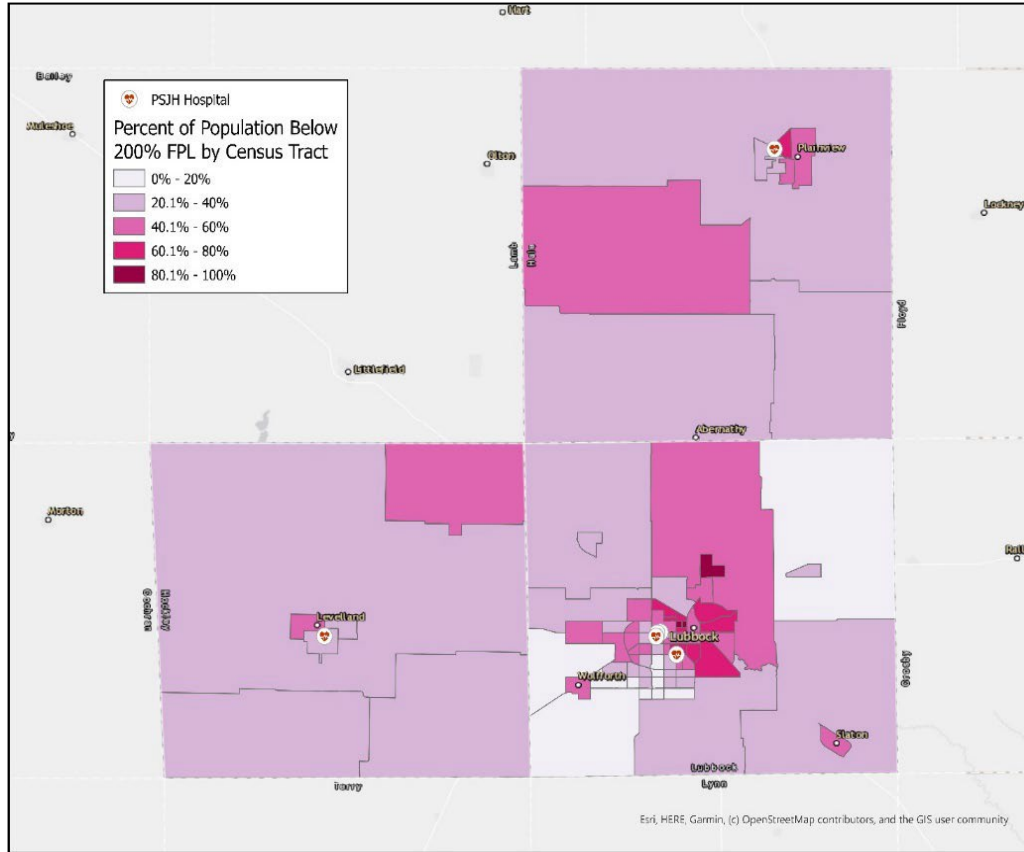 Hart
Bailey
Muleshoe
PSJH Hospital
Percent of Population Below
200% FPL by Census Tract
0% - 20%
20.1% - 40%
40.1% - 60%
60.1% - 80%
80.1% - 100%
Olton
Plainview
Lockney
Lamb
Hale
Floyd
Littlefield
Abernathy
Morton
Hockley
Cochran
Levelland
Lubbock
Wolfforth
Crosby
Slaton
Lubbock
Lynn
Terry
Esri, HERE, Garmin, (c) OpenStreetMap contributors, and the GIS user community